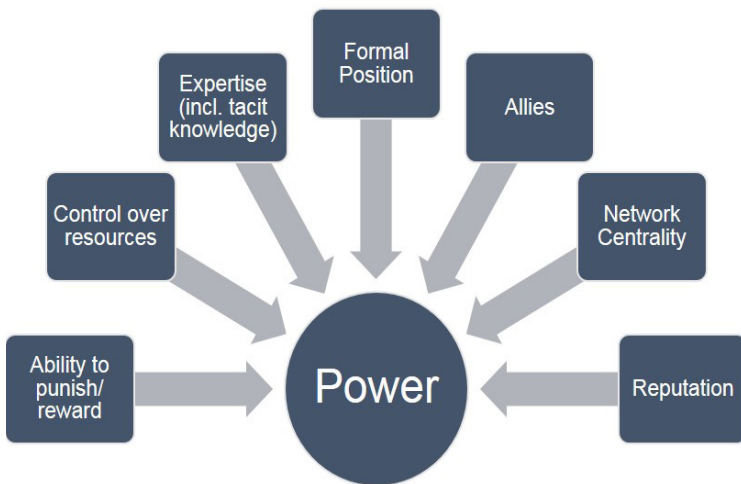 Formal
Position
Expertise
(incl. tacit
knowledge)
Allies
Control over
resources
Network
Centrality
Ability to
punish/
reward
Power
Reputation